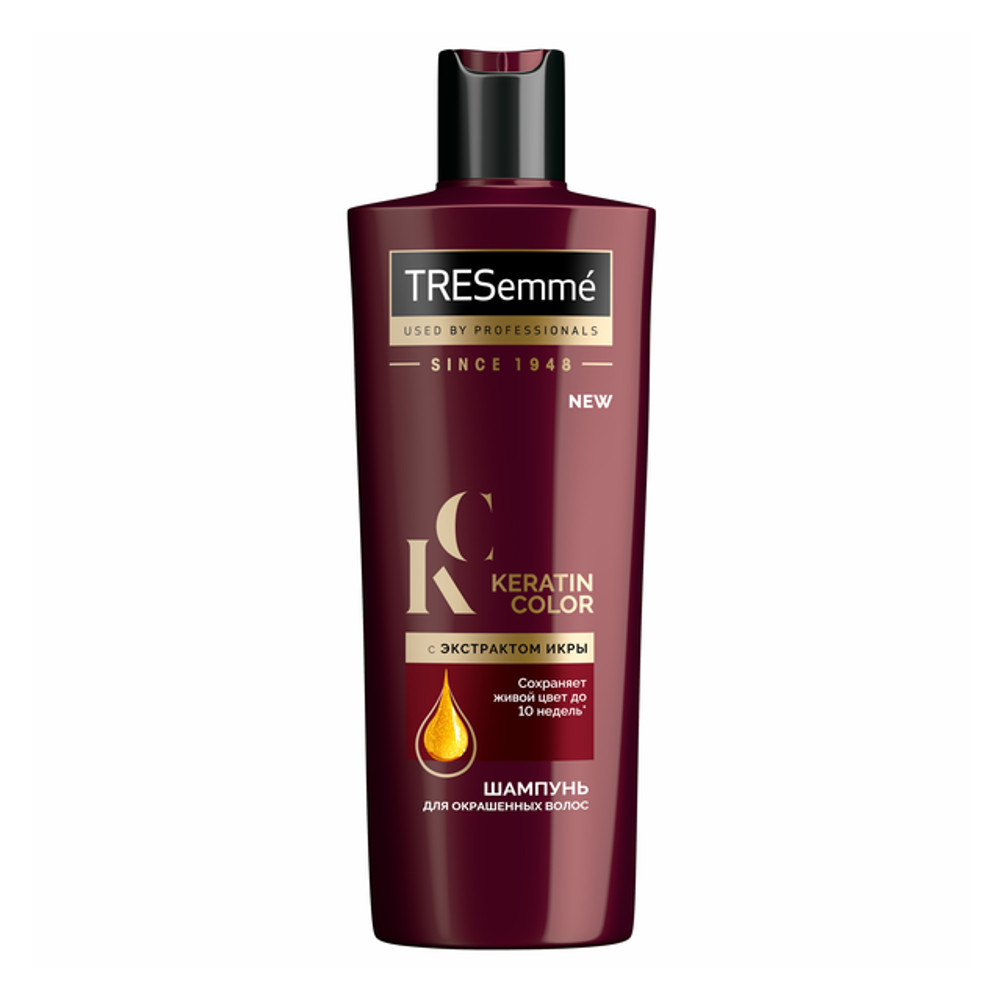 TRESemmé
USED BY PROFESSIONALS
SINCE 1948
NEW
KC
KERATIN
COLOR
с ЭКСТРАКТОМ ИКРЫ
Сохраняет
живой цвет до
10 недель*
ШАМПУНЬ
ДЛЯ ОКРАШЕННЫХ ВОЛОС